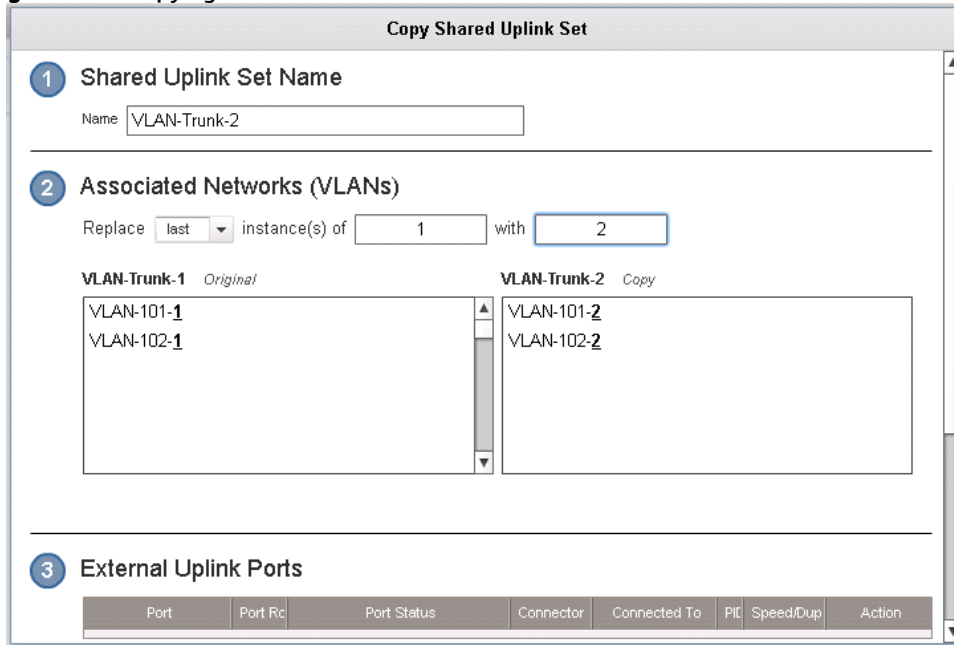 Copy Shared Uplink Set
1 Shared Uplink Set Name
Name VLAN-Trunk-2
2 Associated Networks (VLANs)
Replace last instance(s) of 1 with 2
VLAN-Trunk-1 Original VLAN-Trunk-2 Copy
VLAN-101-1 VLAN-101-2
VLAN-102-1 VLAN-102-2
3 External Uplink Ports
Port Port Ro Port Status Connector Connected To PID Speed/Dup Action